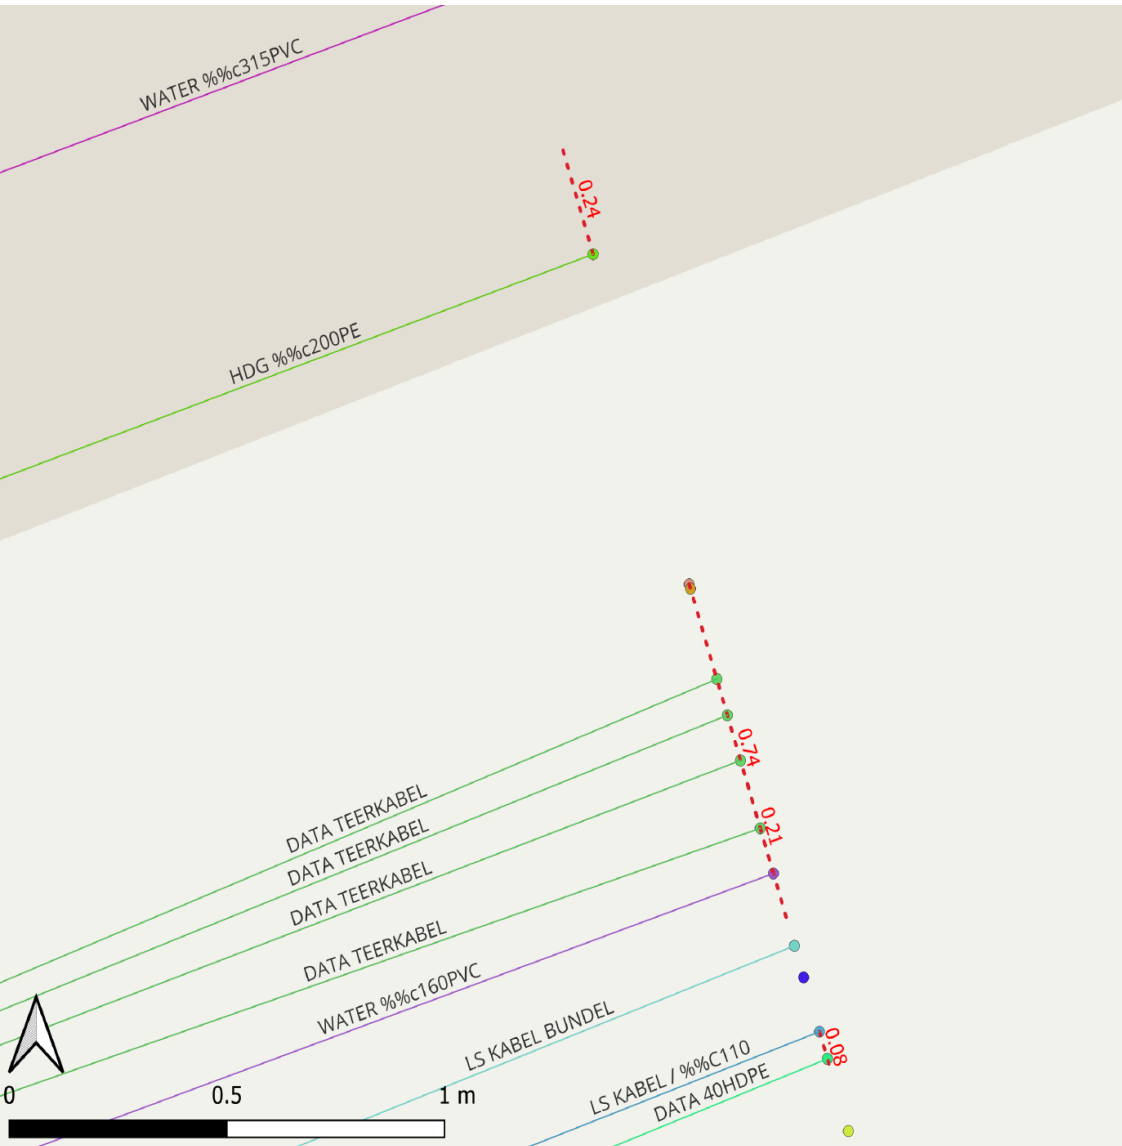 WATER %%c315PVC
0.24
HDG %%c200PE
0.74
DATA TEERKABEL
0.21
DATA TEERKABEL
DATA TEERKABEL
DATA TEERKABEL
WATER %%c160PVC
LS KABEL BUNDEL
0.08
LS KABEL / %%C110
DATA 40HDPE
0 0.5 1 m